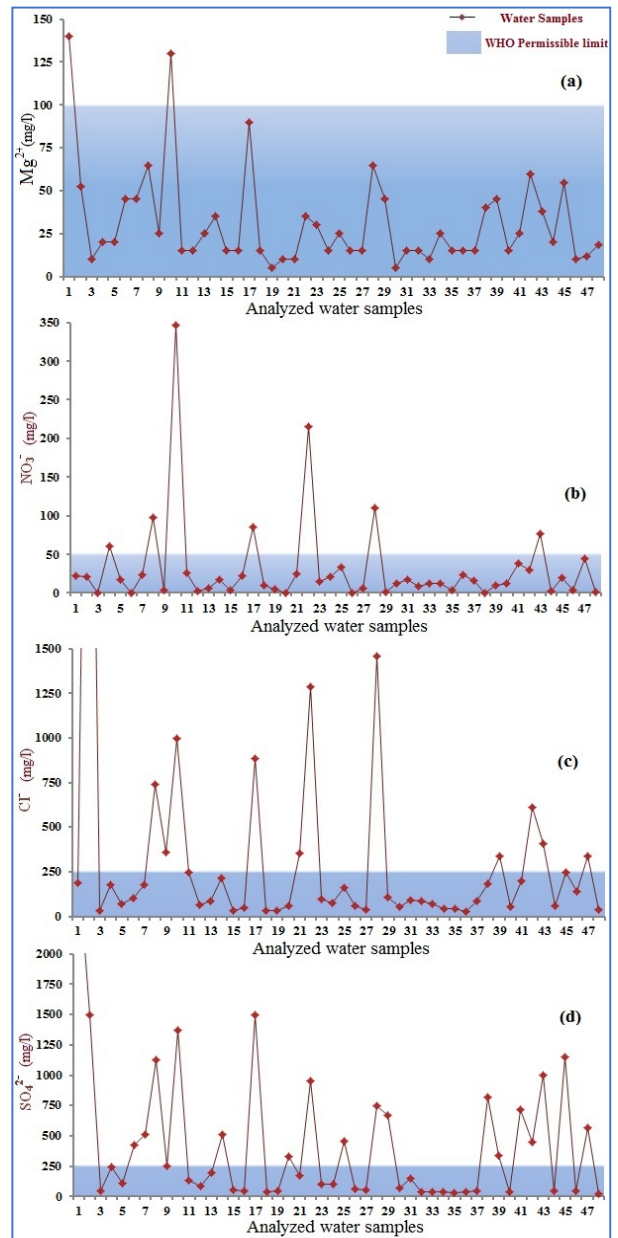 Water Samples
WHO Permissible limit
(a)
Mg2+(mg/l)
150
125
100
75
50
25
0
1 3 5 7 9 11 13 15 17 19 21 23 25 27 29 31 33 35 37 39 41 43 45 47
Analyzed water samples
(b)
NO3- (mg/l)
350
300
250
200
150
100
50
0
1 3 5 7 9 11 13 15 17 19 21 23 25 27 29 31 33 35 37 39 41 43 45 47
Analyzed water samples
(c)
Cl- (mg/l)
1500
1250
1000
750
500
250
0
1 3 5 7 9 11 13 15 17 19 21 23 25 27 29 31 33 35 37 39 41 43 45 47
Analyzed water samples
(d)
SO4 2- (mg/l)
2000
1750
1500
1250
1000
750
500
250
0
1 3 5 7 9 11 13 15 17 19 21 23 25 27 29 31 33 35 37 39 41 43 45 47
Analyzed water samples